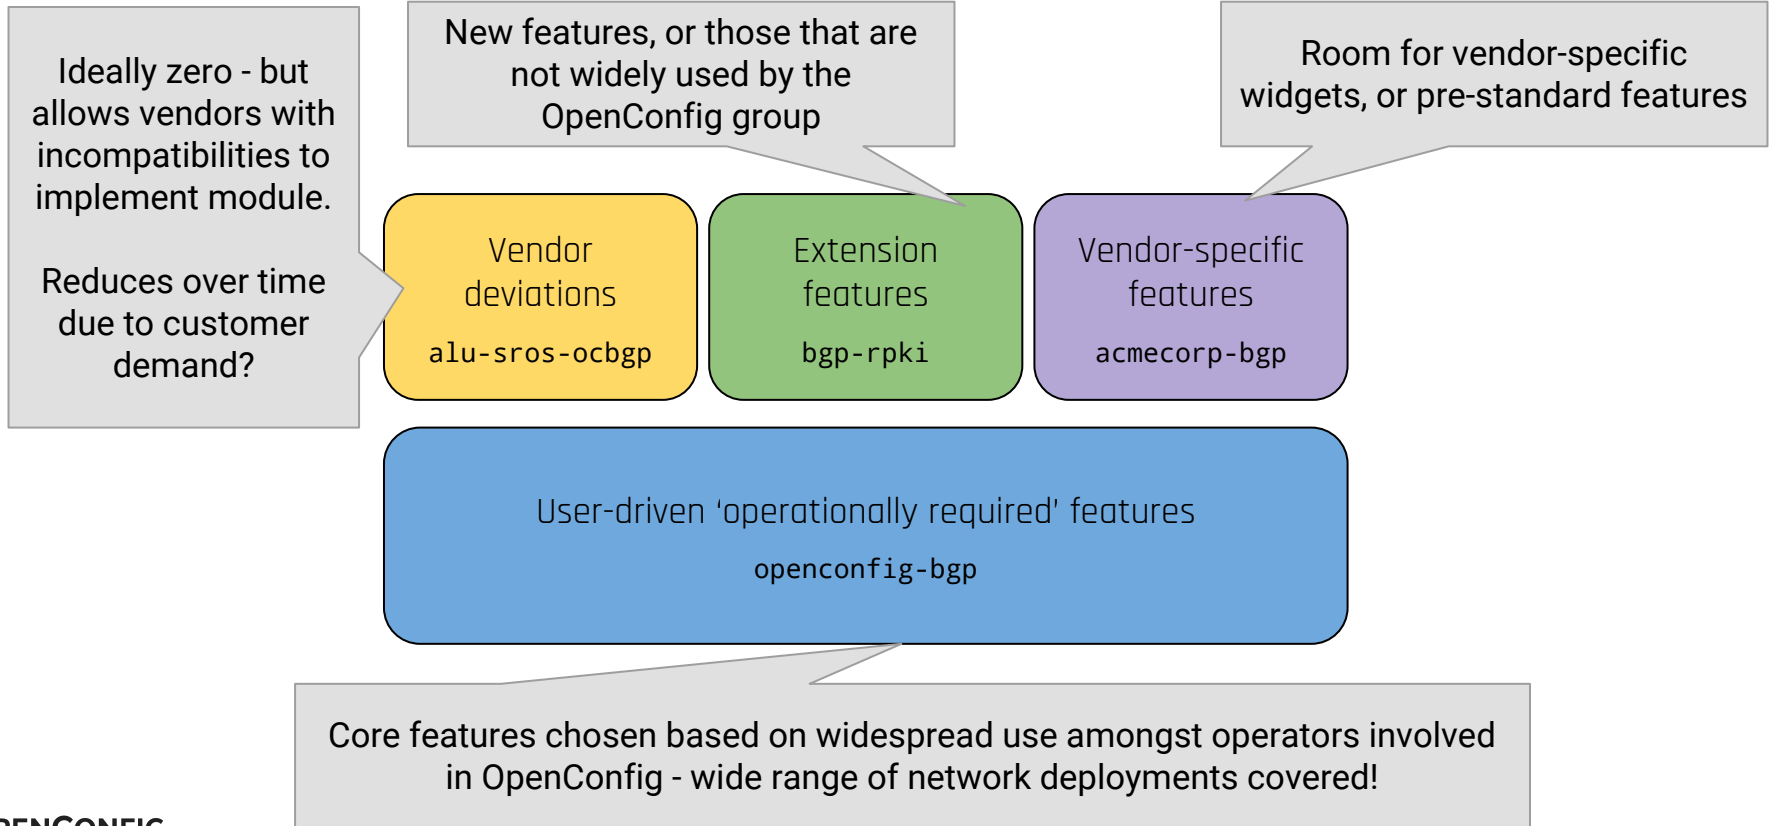 Ideally zero - but
allows vendors with
incompatibilities to
implement module.
Reduces over time
due to customer
demand?
New features, or those that are
not widely used by the
OpenConfig group
Room for vendor-specific
widgets, or pre-standard features
Vendor
deviations
alu-sros-ocbgp
Extension
features
bgp-rpki
Vendor-specific
features
acmecorp-bgp
User-driven ‘operationally required’ features
openconfig-bgp
Core features chosen based on widespread use amongst operators involved
in OpenConfig - wide range of network deployments covered!